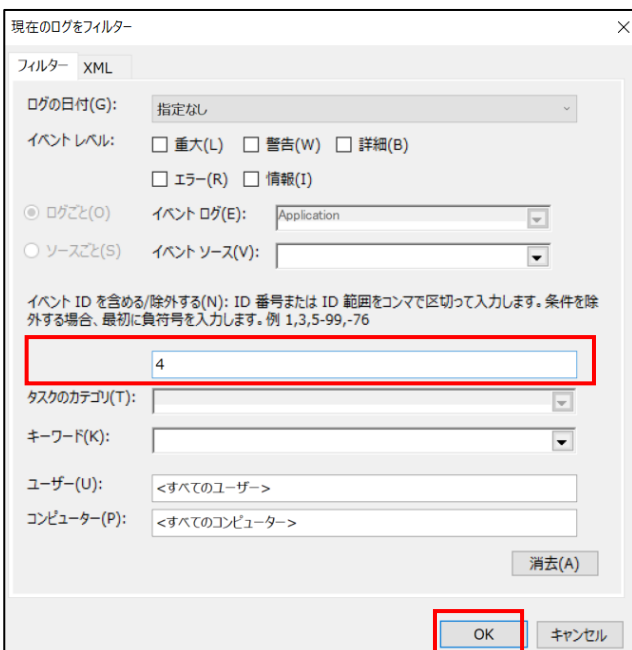 現在のログをフィルター
フィルター XML
ログの日付(G): 指定なし
イベント レベル: 重大(L) 警告(W) 詳細(B)
エラー(R) 情報(I)
ログごと(O) イベント ログ(E): Application
ソースごと(S) イベント ソース(V):
イベント ID を含める/除外する(N): ID 番号または ID 範囲をコンマで区切って入力します。条件を除
外する場合、最初に負符号を入力します。例 1,3,5-99,-76
4
タスクのカテゴリ(T):
キーワード(K):
ユーザー(U): <すべてのユーザー>
コンピューター(P): <すべてのコンピューター>
消去(A)
OK キャンセル